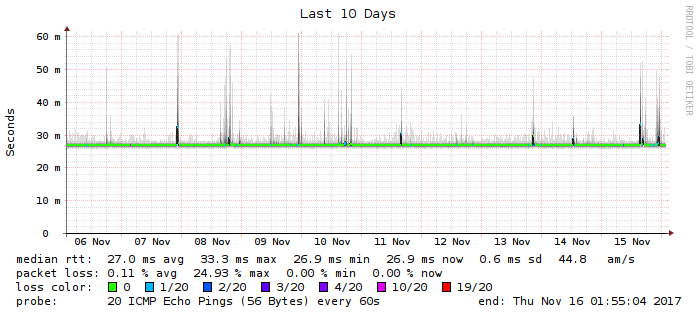 Last 10 Days
RRDTOOL / TOBI OETIKER
Seconds
60 m
50 m
40 m
30 m
20 m
10 m
0
06 Nov 07 Nov 08 Nov 09 Nov 10 Nov 11 Nov 12 Nov 13 Nov 14 Nov 15 Nov
median rtt: 27.0 ms avg 33.3 ms max 26.9 ms min 26.9 ms now 0.6 ms sd 44.8 am/s
packet loss: 0.11 % avg 24.93 % max 0.00 % min 0.00 % now
loss color: 0 1/20 2/20 3/20 4/20 10/20 19/20
probe: 20 ICMP Echo Pings (56 Bytes) every 60s end: Thu Nov 16 01:55:04 2017